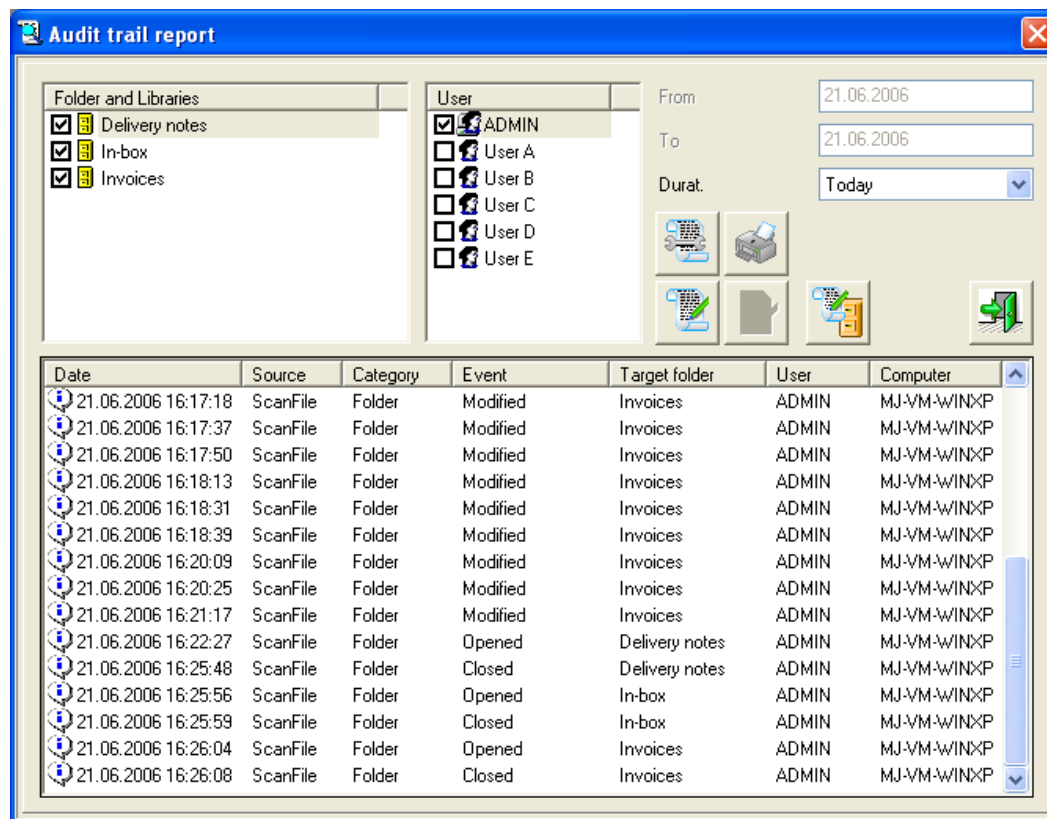 Audit trail report
Folder and Libraries
Delivery notes
In-box
Invoices
User
ADMIN
User A
User B
User C
User D
User E
From 21.06.2006
To 21.06.2006
Durat. Today
Date Source Category Event Target folder User Computer
21.06.2006 16:17:18 ScanFile Folder Modified Invoices ADMIN MJ-VM-WINXP
21.06.2006 16:17:37 ScanFile Folder Modified Invoices ADMIN MJ-VM-WINXP
21.06.2006 16:17:50 ScanFile Folder Modified Invoices ADMIN MJ-VM-WINXP
21.06.2006 16:18:13 ScanFile Folder Modified Invoices ADMIN MJ-VM-WINXP
21.06.2006 16:18:31 ScanFile Folder Modified Invoices ADMIN MJ-VM-WINXP
21.06.2006 16:18:39 ScanFile Folder Modified Invoices ADMIN MJ-VM-WINXP
21.06.2006 16:20:09 ScanFile Folder Modified Invoices ADMIN MJ-VM-WINXP
21.06.2006 16:20:25 ScanFile Folder Modified Invoices ADMIN MJ-VM-WINXP
21.06.2006 16:21:17 ScanFile Folder Modified Invoices ADMIN MJ-VM-WINXP
21.06.2006 16:22:27 ScanFile Folder Opened Delivery notes ADMIN MJ-VM-WINXP
21.06.2006 16:25:48 ScanFile Folder Closed Delivery notes ADMIN MJ-VM-WINXP
21.06.2006 16:25:56 ScanFile Folder Opened In-box ADMIN MJ-VM-WINXP
21.06.2006 16:25:59 ScanFile Folder Closed In-box ADMIN MJ-VM-WINXP
21.06.2006 16:26:04 ScanFile Folder Opened Invoices ADMIN MJ-VM-WINXP
21.06.2006 16:26:08 ScanFile Folder Closed Invoices ADMIN MJ-VM-WINXP